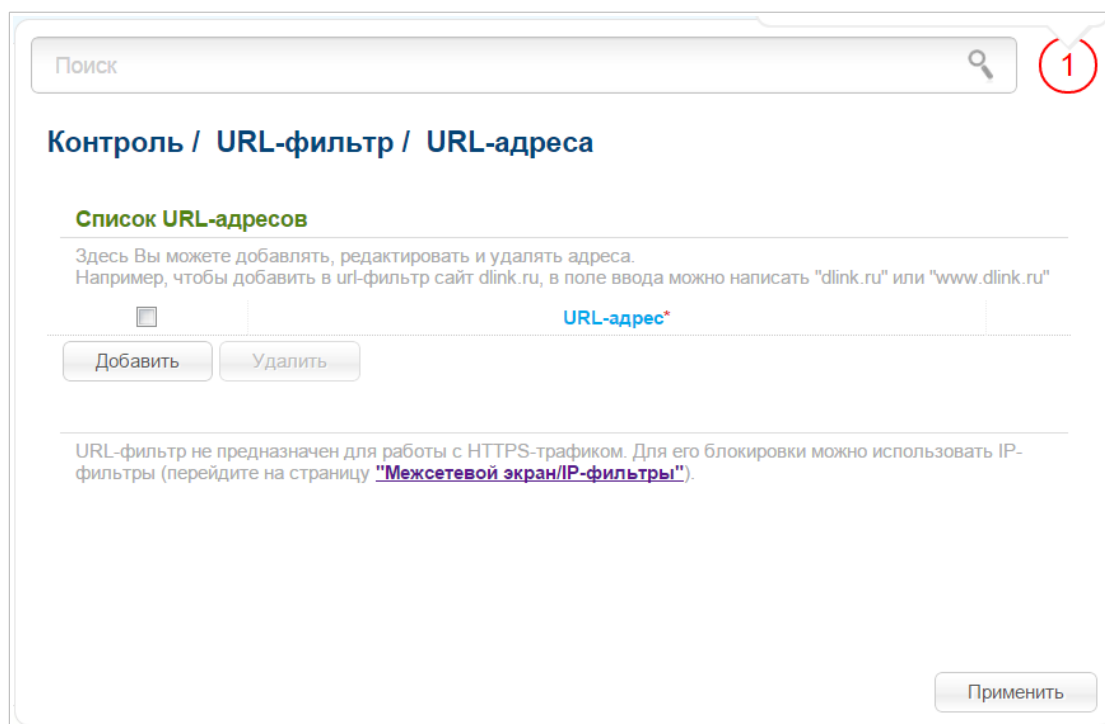 Поиск
1
Контроль / URL-фильтр / URL-адреса
Список URL-адресов
Здесь Вы можете добавлять, редактировать и удалять адреса.
Например, чтобы добавить в url-фильтр сайт dlink.ru, в поле ввода можно написать "dlink.ru" или "www.dlink.ru"
URL-адрес*
Добавить Удалить
URL-фильтр не предназначен для работы с HTTPS-трафиком. Для его блокировки можно использовать IP-
фильтры (перейдите на страницу "Межсетевой экран/IP-фильтры").
Применить